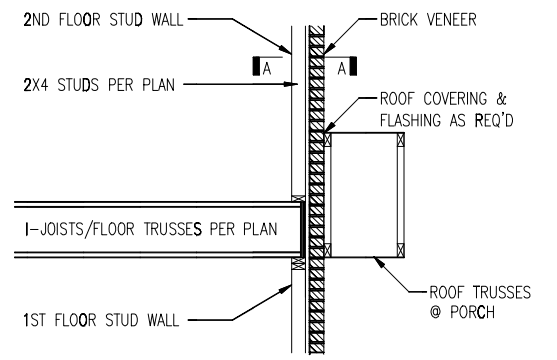 2ND FLOOR STUD WALL
BRICK VENEER
A
A
2X4 STUDS PER PLAN
ROOF COVERING &
FLASHING AS REQ'D
I-JOISTS/FLOOR TRUSSES PER PLAN
ROOF TRUSSES
@ PORCH
1ST FLOOR STUD WALL